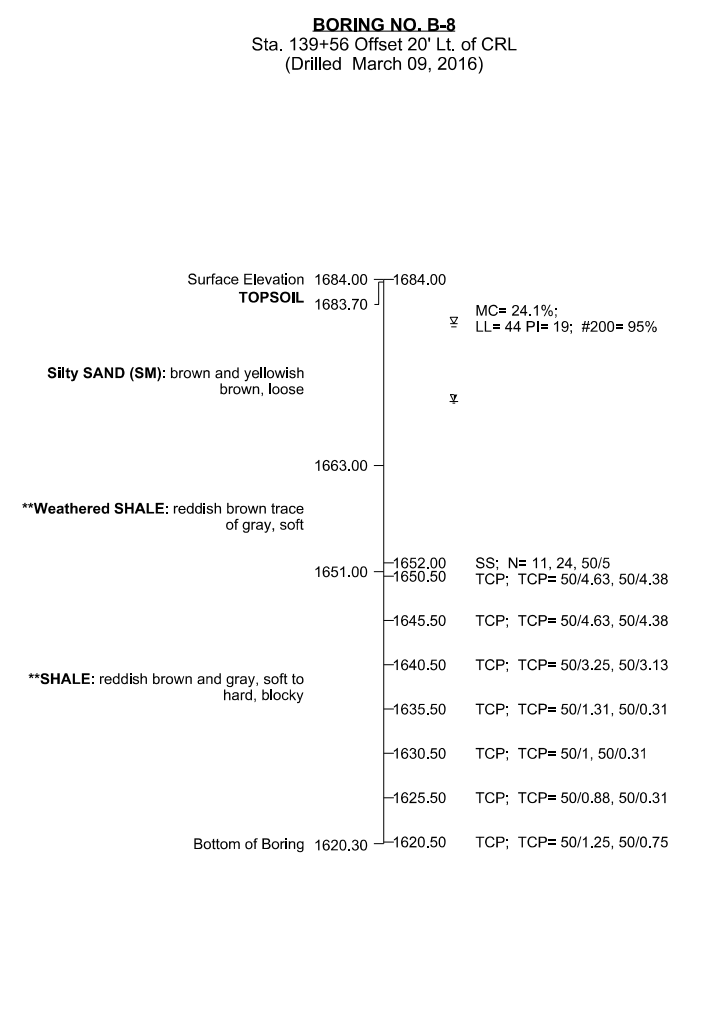 BORING NO. B-8
Sta. 139+56 Offset 20' Lt. of CRL
(Drilled March 09, 2016)
Surface Elevation 1684.00 1684.00
TOPSOIL
1683.70
MC= 24.1%;
LL= 44 PI= 19; #200= 95%
Silty SAND (SM): brown and yellowish
brown, loose
1663.00
**Weathered SHALE: reddish brown trace
of gray, soft
1652.00 SS; N= 11, 24, 50/5
1651.00
1650.50 TCP; TCP= 50/4.63, 50/4.38
1645.50 TCP; TCP= 50/4.63, 50/4.38
1640.50 TCP; TCP= 50/3.25, 50/3.13
**SHALE: reddish brown and gray, soft to
hard, blocky
1635.50 TCP; TCP= 50/1.31, 50/0.31
1630.50 TCP; TCP= 50/1, 50/0.31
1625.50 TCP; TCP= 50/0.88, 50/0.31
Bottom of Boring 1620.30 1620.50 TCP; TCP= 50/1.25, 50/0.75